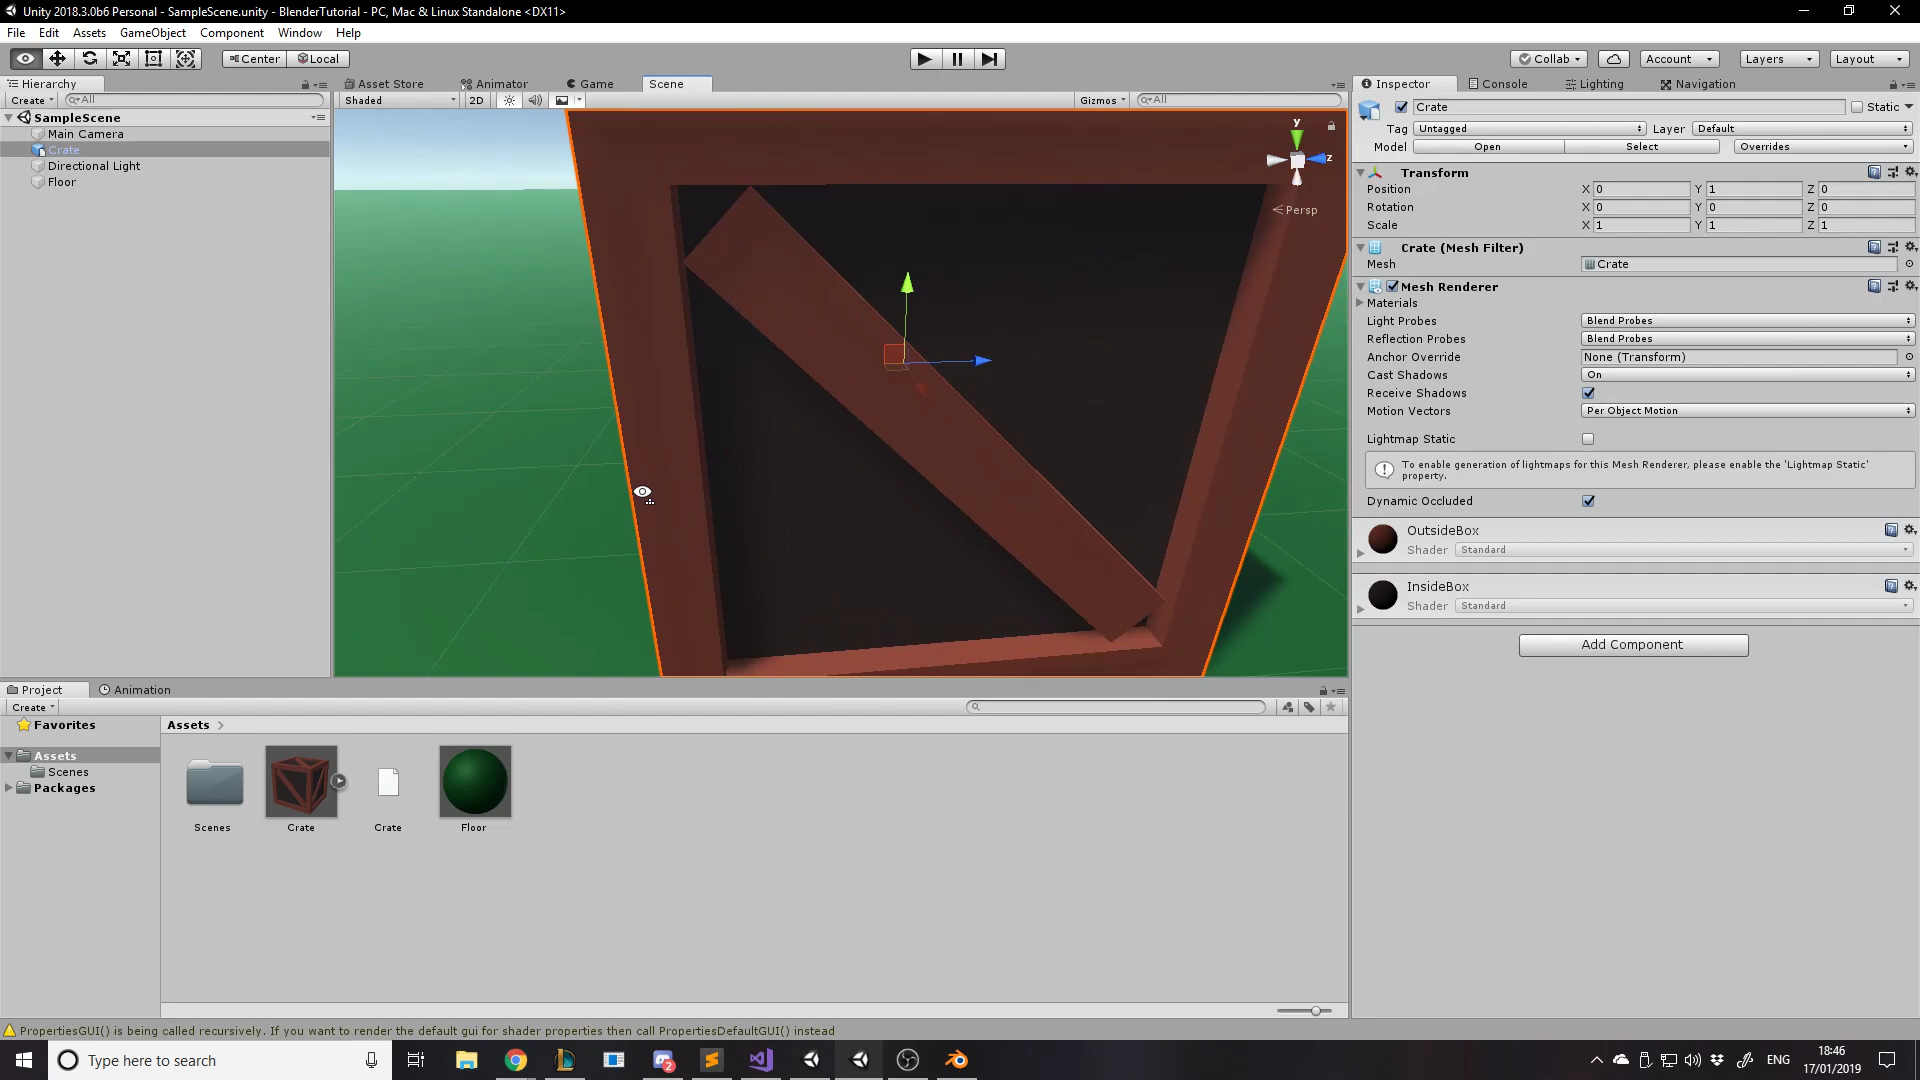 Unity 2018.3.0b6 Personal - SampleScene.unity - BlenderTutorial - PC, Mac & Linux Standalone <DX11>
File Edit Assets GameObject Component Window Help
Center Local Collab Account Layers Layout
Hierarchy Asset Store Animator Game Scene Inspector Console Lighting Navigation
Create All Shaded 2D Gizmos All
Crate Static
SampleScene
Main Camera
Crate
Directional Light
Floor
y
z
Persp
Tag Untagged Layer Default
Model Open Select Overrides
Transform
Position X 0 Y 1 Z 0
Rotation X 0 Y 0 Z 0
Scale X 1 Y 1 Z 1
Crate (Mesh Filter)
Mesh Crate
Mesh Renderer
Materials
Light Probes Blend Probes
Reflection Probes Blend Probes
Anchor Override None (Transform)
Cast Shadows On
Receive Shadows
Motion Vectors Per Object Motion
Lightmap Static
To enable generation of lightmaps for this Mesh Renderer, please enable the 'Lightmap Static'
property.
Dynamic Occluded
OutsideBox
Shader Standard
InsideBox
Shader Standard
Add Component
Project Animation
Create
Favorites
Assets
Scenes
Packages
Assets
Scenes Crate Crate Floor
PropertiesGUI() is being called recursively. If you want to render the default gui for shader properties then call PropertiesDefaultGUI() instead
Type here to search
2
ENG
18:46
17/01/2019